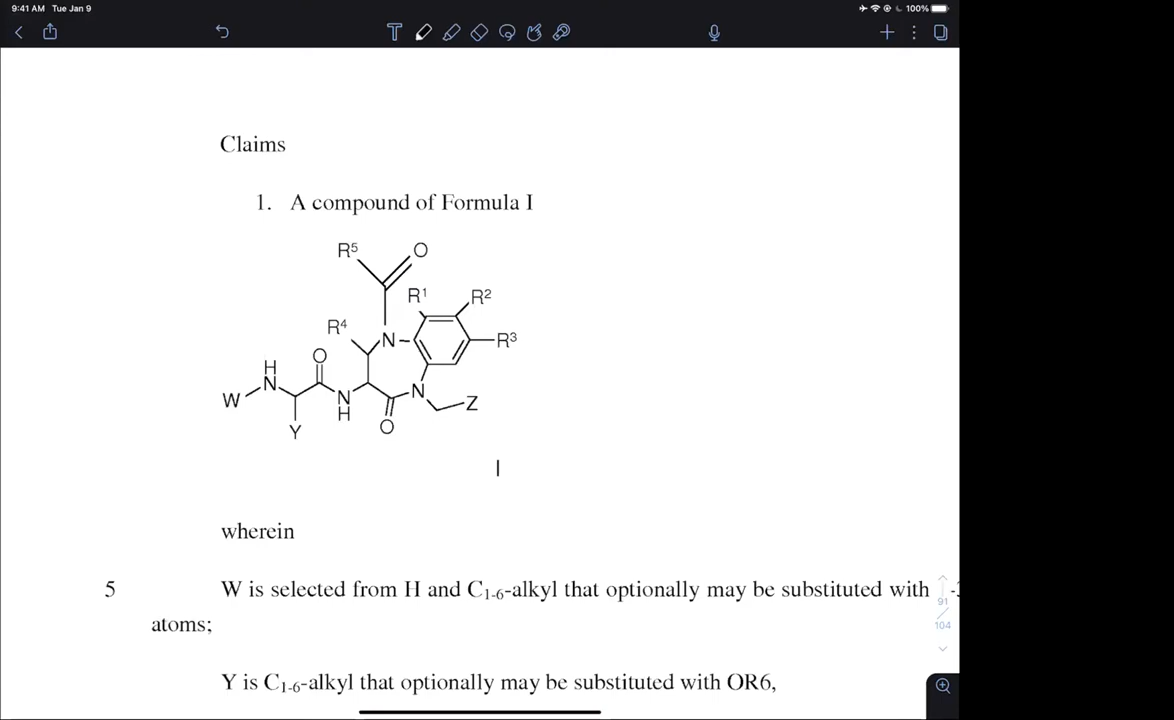 9:41 AM Tue Jan 9
100%
T
Claims
1. A compound of Formula I
R⁵ O
R¹ R²
R⁴ N R³
H O
N N
W N Z
H
Y O
I
wherein
5 W is selected from H and C₁₋₆-alkyl that optionally may be substituted with
91
atoms;
104
Y is C₁₋₆-alkyl that optionally may be substituted with OR6,